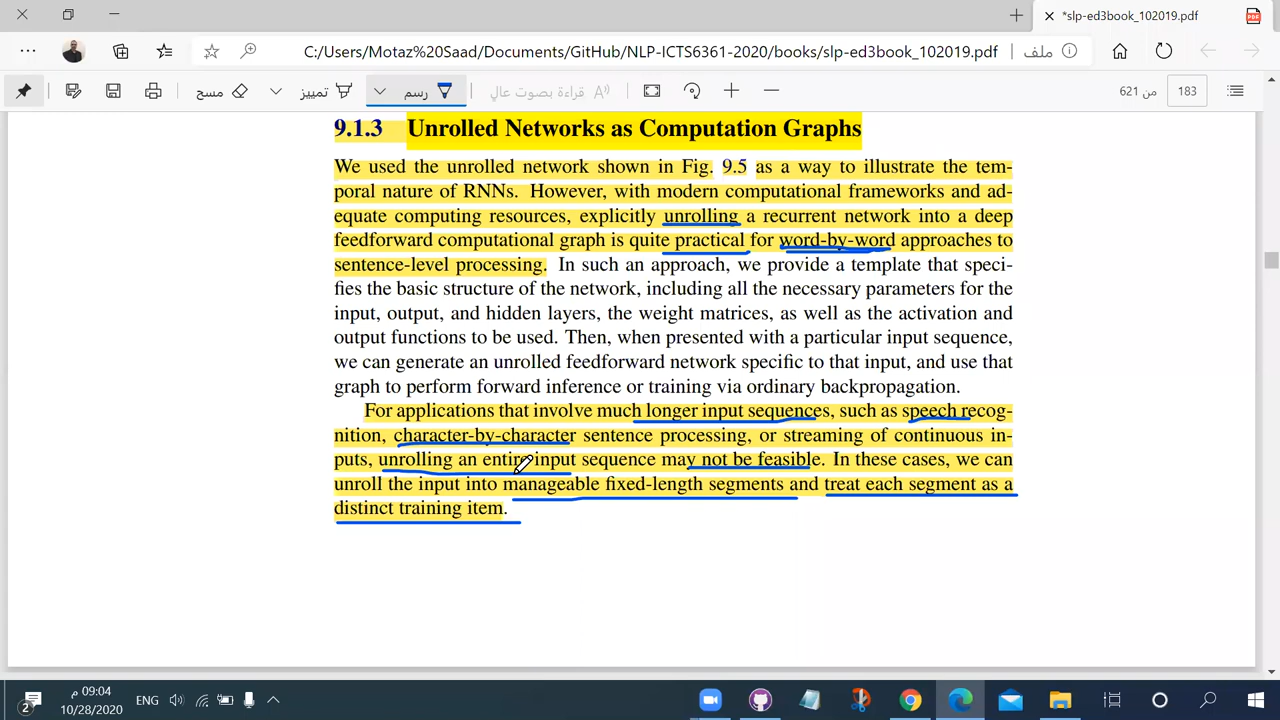 *slp-ed3book_102019.pdf
C:/Users/Motaz%20Saad/Documents/GitHub/NLP-ICTS6361-2020/books/slp-ed3book_102019.pdf
ملف
مسح
تمييز
رسم
قراءة بصوت عالٍ
من 621
183
9.1.3 Unrolled Networks as Computation Graphs
We used the unrolled network shown in Fig. 9.5 as a way to illustrate the tem-
poral nature of RNNs. However, with modern computational frameworks and ad-
equate computing resources, explicitly unrolling a recurrent network into a deep
feedforward computational graph is quite practical for word-by-word approaches to
sentence-level processing. In such an approach, we provide a template that speci-
fies the basic structure of the network, including all the necessary parameters for the
input, output, and hidden layers, the weight matrices, as well as the activation and
output functions to be used. Then, when presented with a particular input sequence,
we can generate an unrolled feedforward network specific to that input, and use that
graph to perform forward inference or training via ordinary backpropagation.
For applications that involve much longer input sequences, such as speech recog-
nition, character-by-character sentence processing, or streaming of continuous in-
puts, unrolling an entire input sequence may not be feasible. In these cases, we can
unroll the input into manageable fixed-length segments and treat each segment as a
distinct training item.
2
09:04 م
10/28/2020
ENG